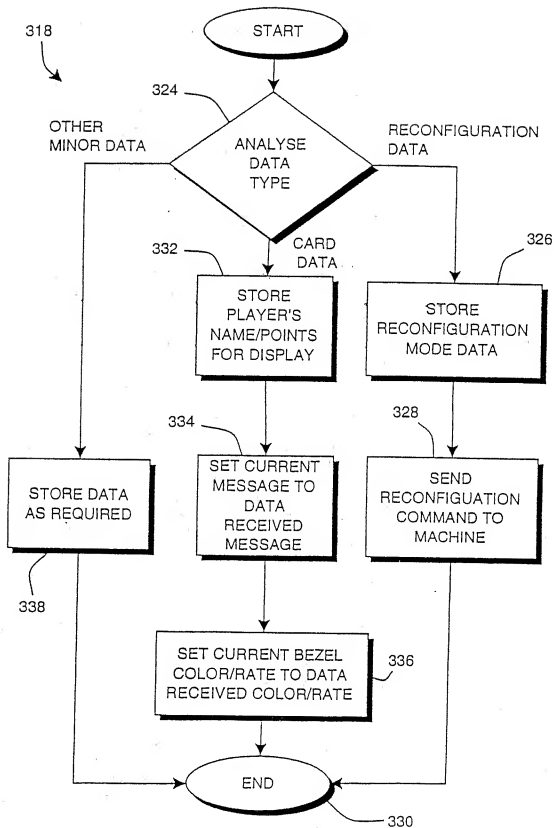 318
START
324
OTHER
MINOR DATA
ANALYSE
DATA
TYPE
RECONFIGURATION
DATA
CARD
DATA
332
STORE
PLAYER'S
NAME/POINTS
FOR DISPLAY
326
STORE
RECONFIGURATION
MODE DATA
334
SET CURRENT
MESSAGE TO
DATA
RECEIVED
MESSAGE
328
SEND
RECONFIGUATION
COMMAND TO
MACHINE
STORE DATA
AS REQUIRED
338
SET CURRENT BEZEL
COLOR/RATE TO DATA
RECEIVED COLOR/RATE
336
END
330